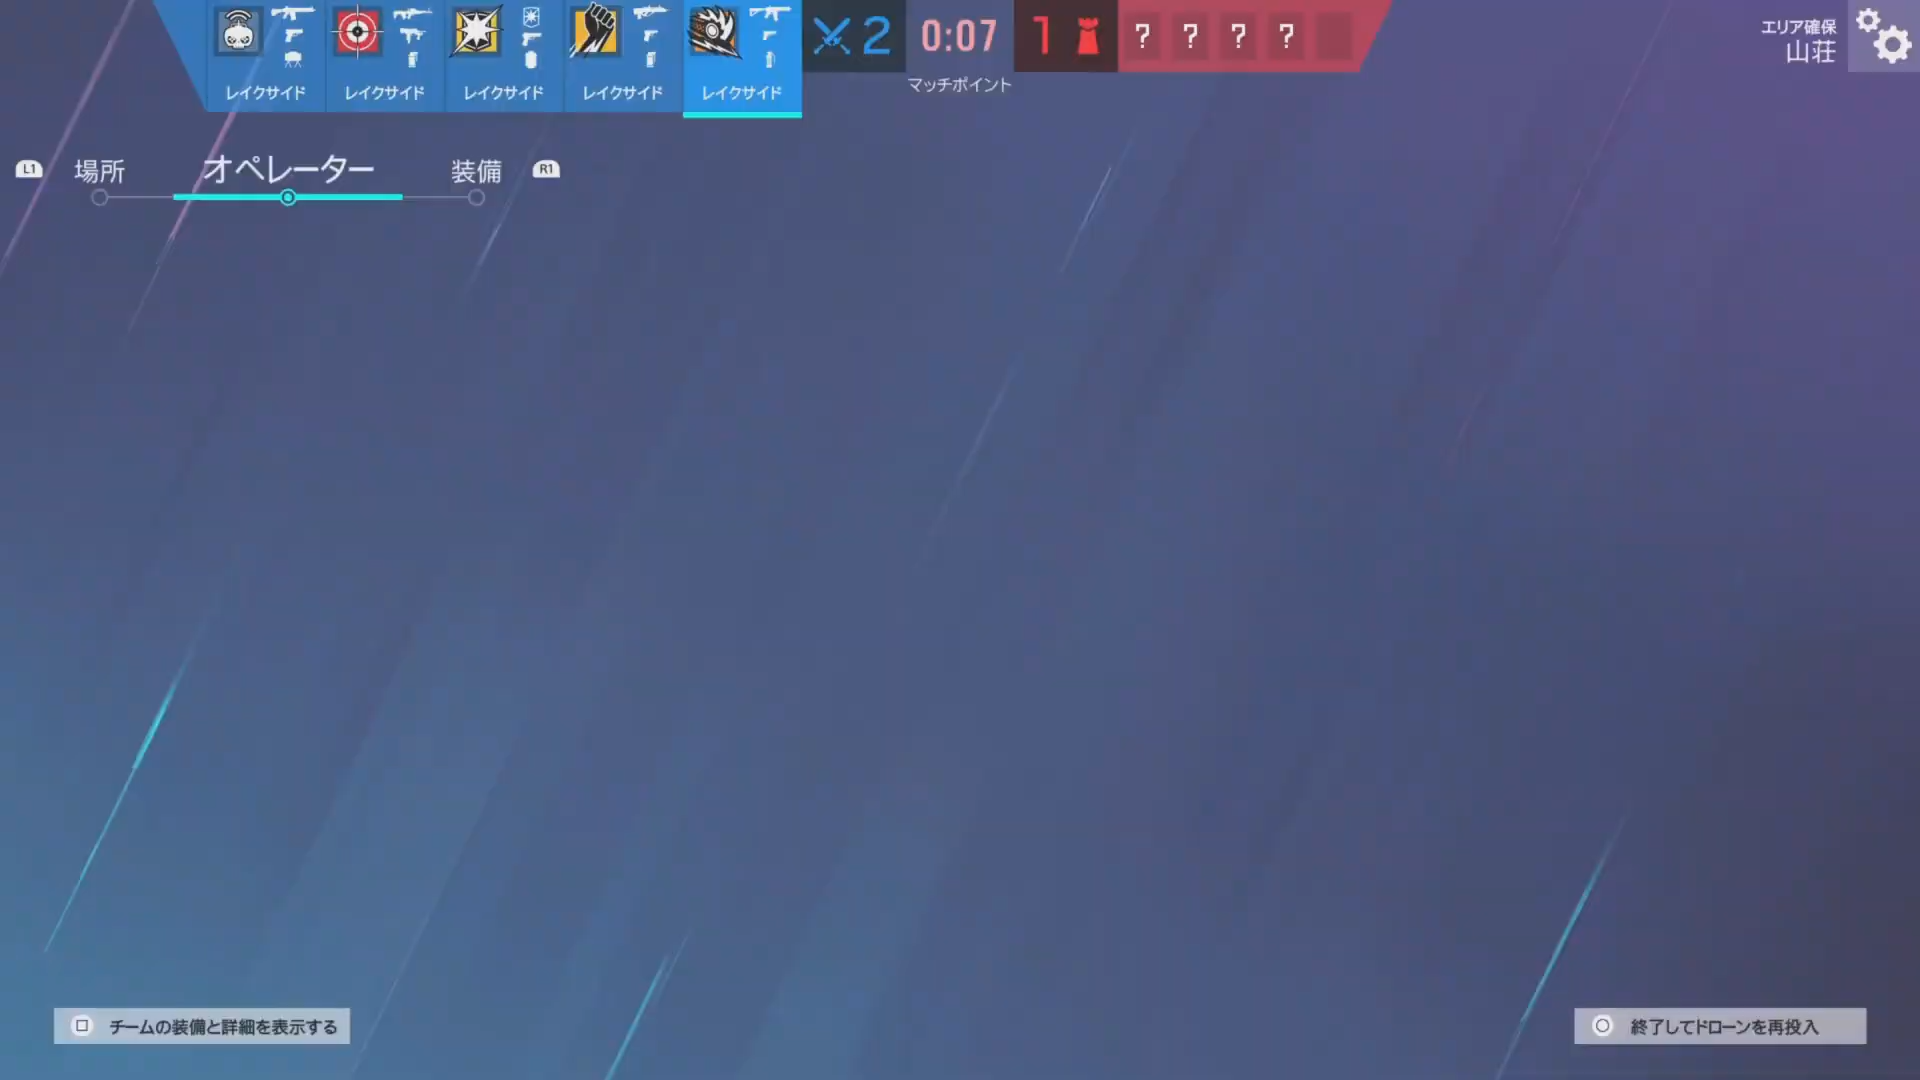 レイクサイド レイクサイド レイクサイド レイクサイド レイクサイド
2 0:07 1 ? ? ? ?
マッチポイント
エリア確保
山荘
L1 場所 オペレーター 装備 R1
チームの装備と詳細を表示する
終了してドローンを再投入